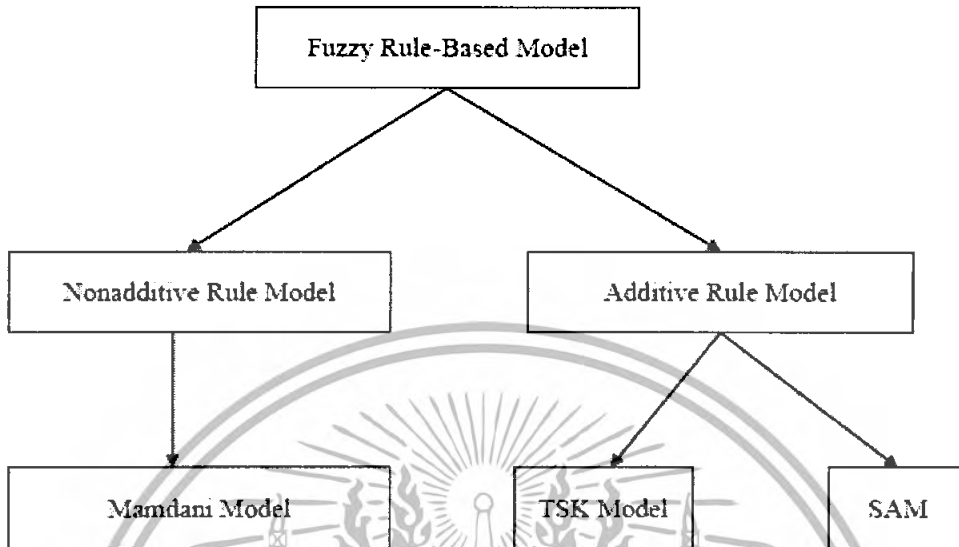 Fuzzy Rule-Based Model
Nonadditive Rule Model
Additive Rule Model
Mamdani Model
TSK Model
SAM